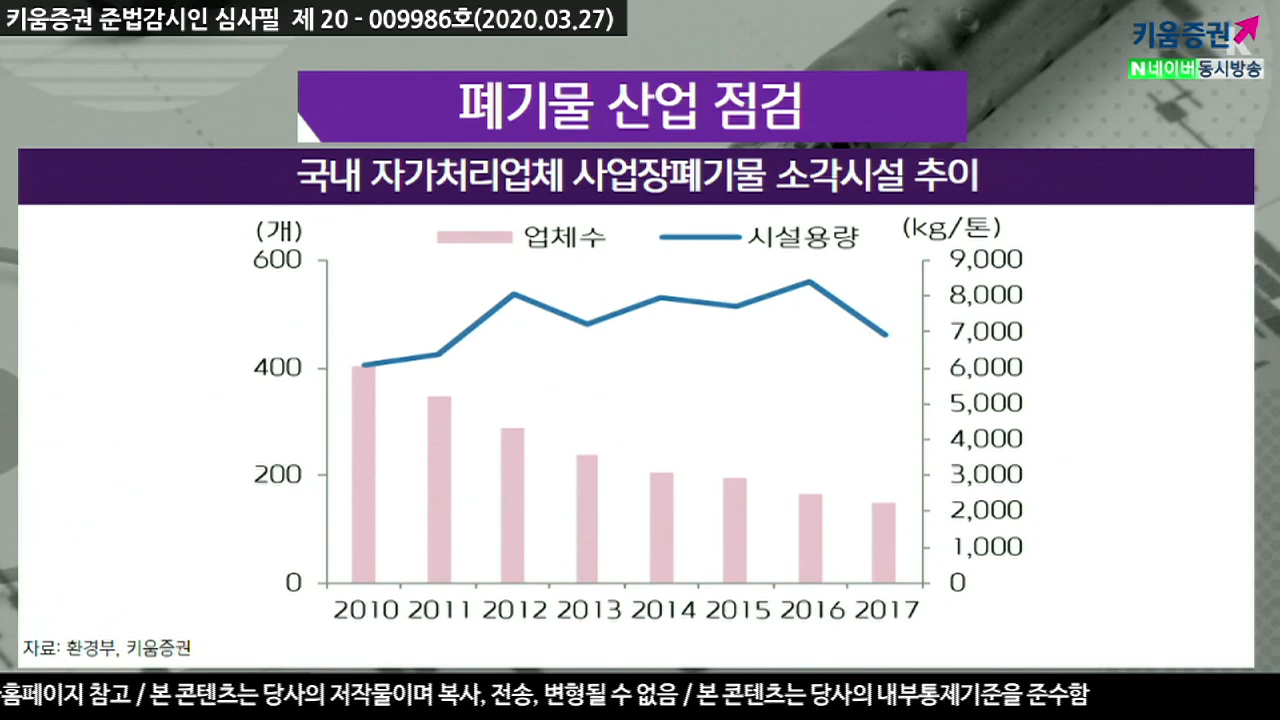 키움증권 준법감시인 심사필 제 20 - 009986호(2020.03.27)
키움증권
N 네이버 동시방송
폐기물 산업 점검
국내 자가처리업체 사업장폐기물 소각시설 추이
(개) 업체수 시설용량 (kg/톤)
600 9,000
8,000
7,000
400 6,000
5,000
4,000
200 3,000
2,000
1,000
0 0
2010 2011 2012 2013 2014 2015 2016 2017
자료: 환경부, 키움증권
홈페이지 참고 / 본 콘텐츠는 당사의 저작물이며 복사, 전송, 변형될 수 없음 / 본 콘텐츠는 당사의 내부통제기준을 준수함